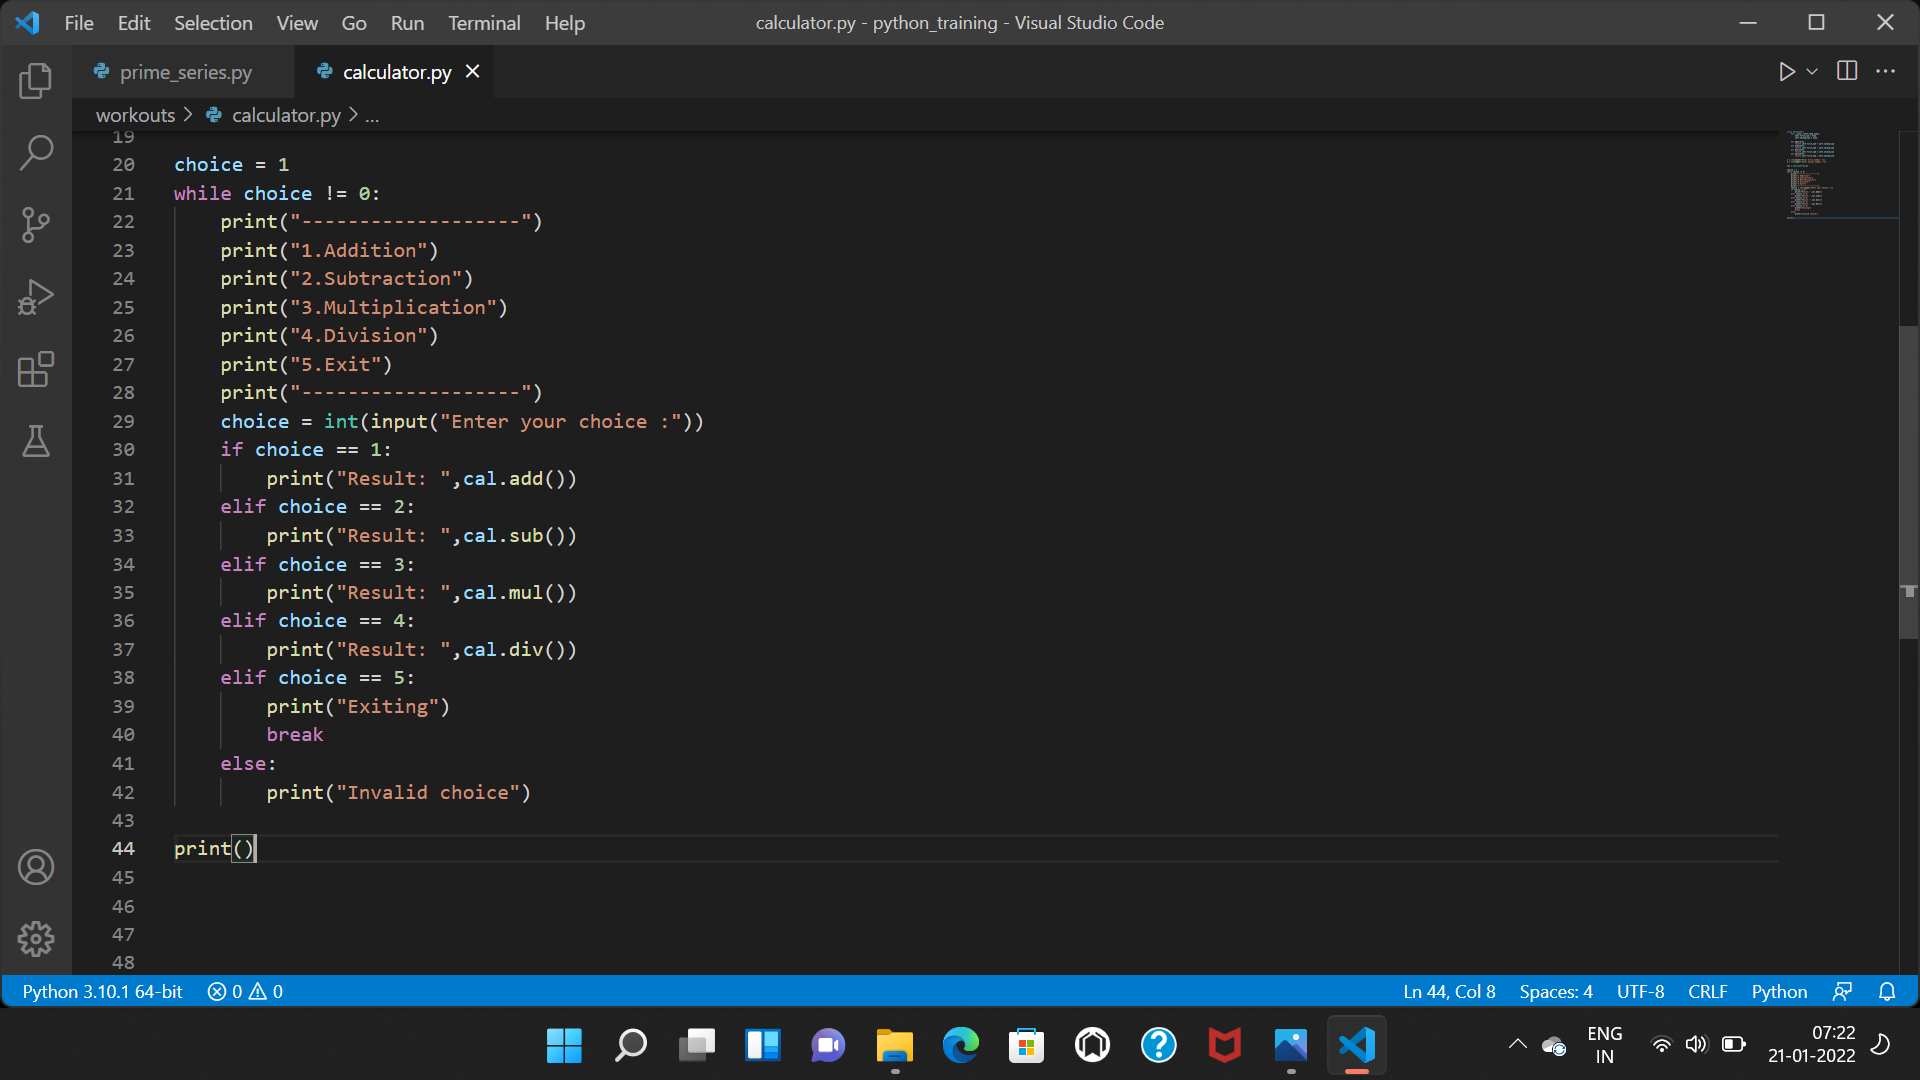 File Edit Selection View Go Run Terminal Help calculator.py - python_training - Visual Studio Code
prime_series.py calculator.py
workouts > calculator.py > ...
19
20 choice = 1
21 while choice != 0:
22 print("-------------------")
23 print("1.Addition")
24 print("2.Subtraction")
25 print("3.Multiplication")
26 print("4.Division")
27 print("5.Exit")
28 print("-------------------")
29 choice = int(input("Enter your choice :"))
30 if choice == 1:
31 print("Result: ",cal.add())
32 elif choice == 2:
33 print("Result: ",cal.sub())
34 elif choice == 3:
35 print("Result: ",cal.mul())
36 elif choice == 4:
37 print("Result: ",cal.div())
38 elif choice == 5:
39 print("Exiting")
40 break
41 else:
42 print("Invalid choice")
43
44 print()
45
46
47
48
Python 3.10.1 64-bit 0 0 Ln 44, Col 8 Spaces: 4 UTF-8 CRLF Python
ENG 07:22
IN 21-01-2022